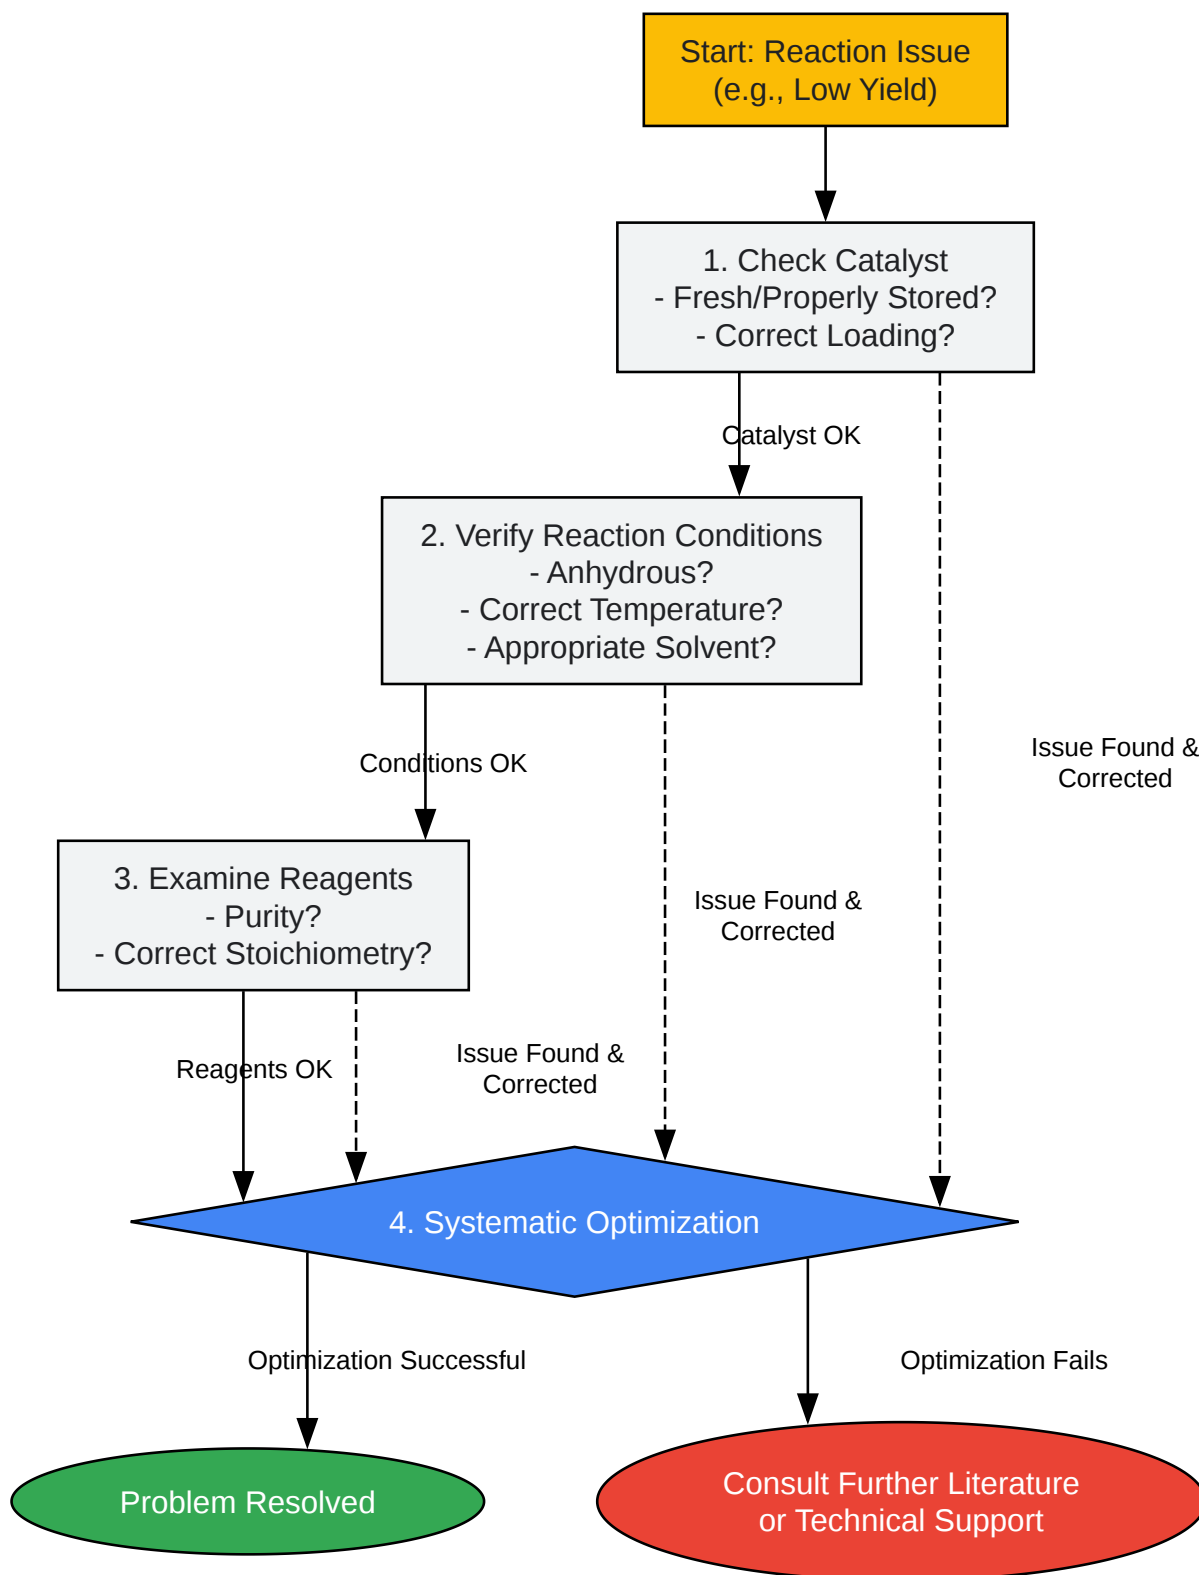 Start: Reaction Issue
(e.g., Low Yield)
1. Check Catalyst
- Fresh/Properly Stored?
- Correct Loading?
Catalyst OK
2. Verify Reaction Conditions
- Anhydrous?
- Correct Temperature?
- Appropriate Solvent?
Conditions OK
Issue Found &
Corrected
3. Examine Reagents
- Purity?
- Correct Stoichiometry?
Issue Found &
Corrected
Reagents OK
Issue Found &
Corrected
4. Systematic Optimization
Optimization Successful
Optimization Fails
Problem Resolved
Consult Further Literature
or Technical Support